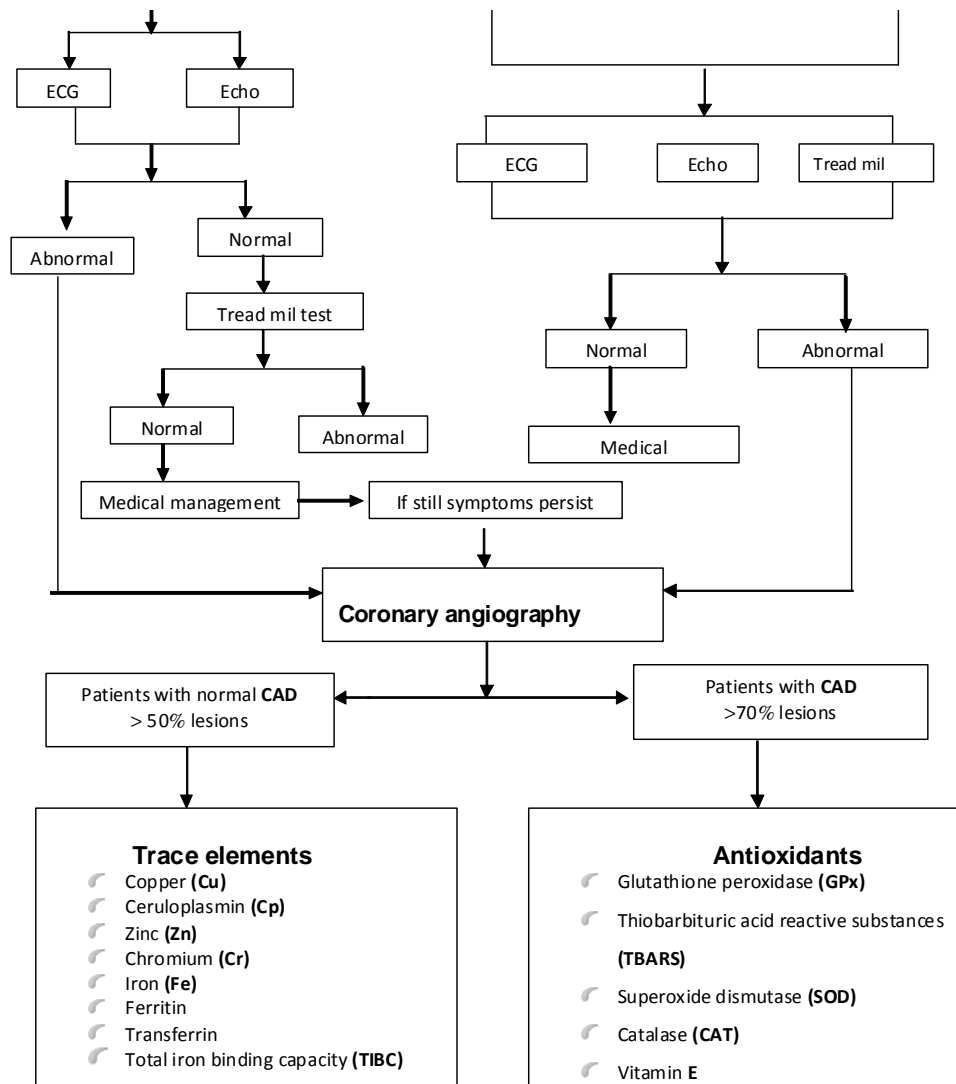 ECG
Echo
ECG
Echo
Tread mil
Abnormal
Normal
Tread mil test
Normal
Abnormal
Normal
Abnormal
Medical
Medical management
If still symptoms persist
Coronary angiography
Patients with normal CAD
> 50% lesions
Patients with CAD
>70% lesions
Trace elements
Copper (Cu)
Ceruloplasmin (Cp)
Zinc (Zn)
Chromium (Cr)
Iron (Fe)
Ferritin
Transferrin
Total iron binding capacity (TIBC)
Antioxidants
Glutathione peroxidase (GPx)
Thiobarbituric acid reactive substances
(TBARS)
Superoxide dismutase (SOD)
Catalase (CAT)
Vitamin E